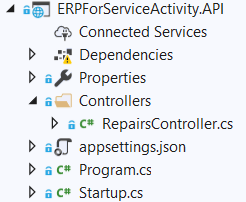 ERPForServiceActivity.API
Connected Services
Dependencies
Properties
Controllers
C# RepairsController.cs
appsettings.json
C# Program.cs
C# Startup.cs